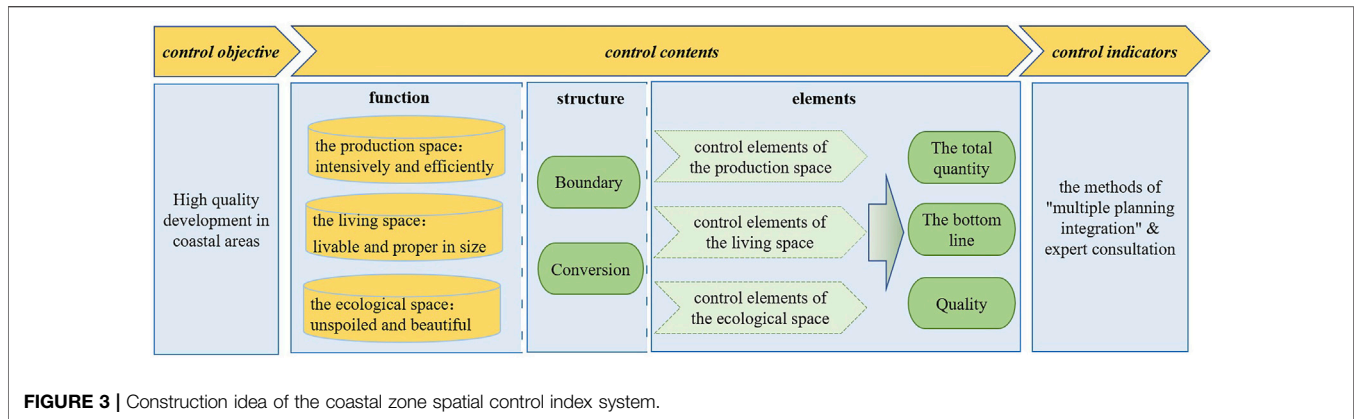 control objective
control contents
control indicators
High quality
development in
coastal areas
function
the production space：
intensively and efficiently
the living space：
livable and proper in size
the ecological space：
unspoiled and beautiful
structure
Boundary
Conversion
elements
control elements of
the production space
control elements of
the living space
control elements of
the ecological space
The total
quantity
The bottom
line
Quality
the methods of
"multiple planning
integration" &
expert consultation
FIGURE 3 | Construction idea of the coastal zone spatial control index system.